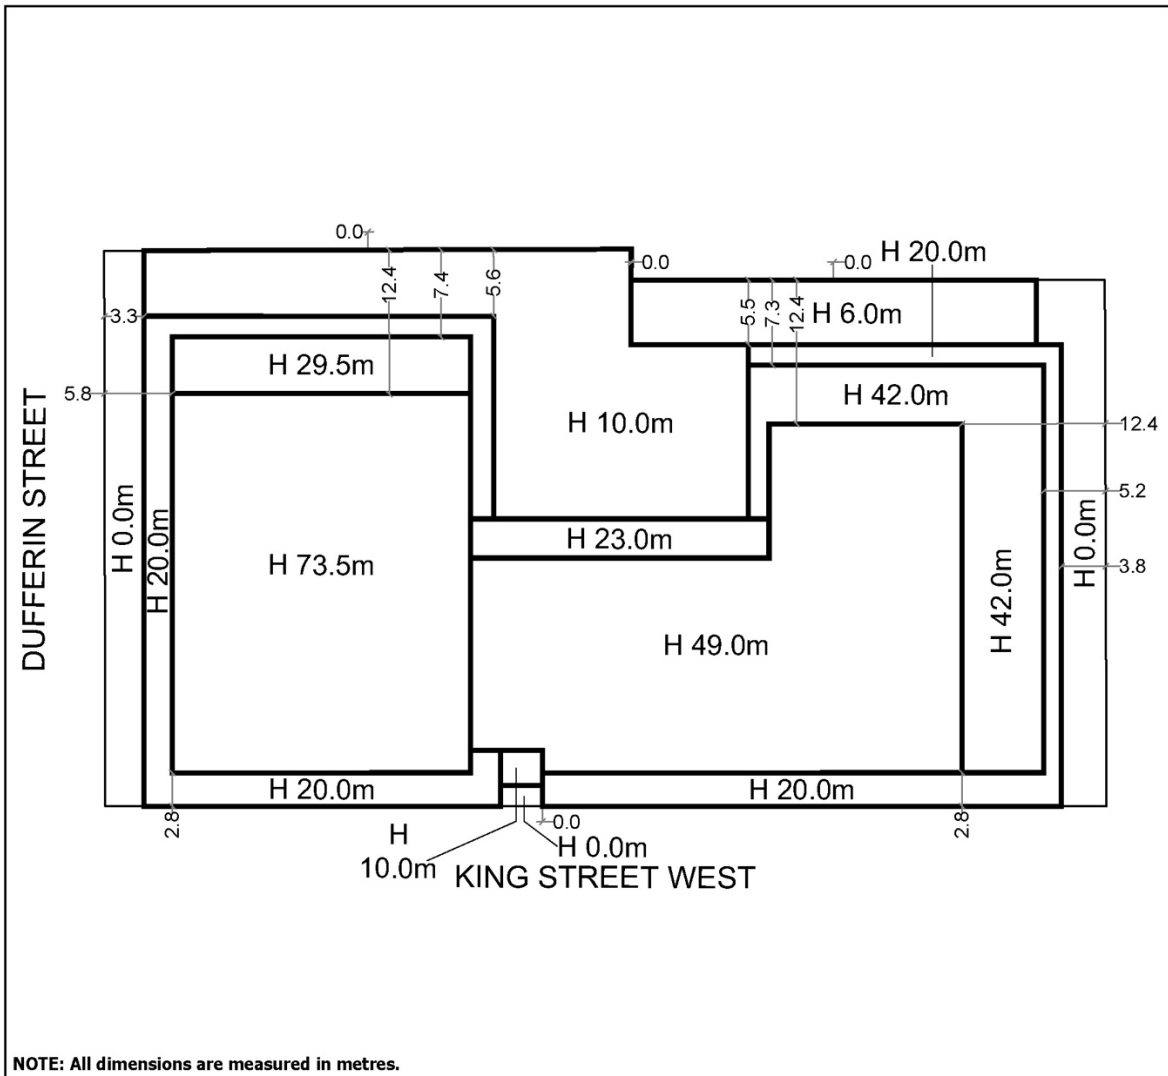 0.0
0.0
0.0
H 20.0m
12.4
7.4
5.6
5.5
7.3
12.4
H 6.0m
3.3
H 29.5m
5.8
H 42.0m
H 10.0m
12.4
DUFFERIN STREET
H 0.0m
H 20.0m
5.2
H 73.5m
H 23.0m
H 42.0m
H 0.0m
3.8
H 49.0m
H 20.0m
H 20.0m
2.8
0.0
2.8
H
10.0m
H 0.0m
KING STREET WEST
NOTE: All dimensions are measured in metres.